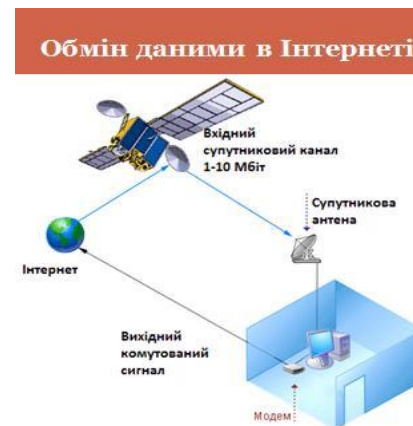 Обмін даними в Інтернеті
Вхідний
супутниковий канал
1-10 Мбіт
Супутникова
антена
Інтернет
Вихідний
комутований
сигнал
Модем